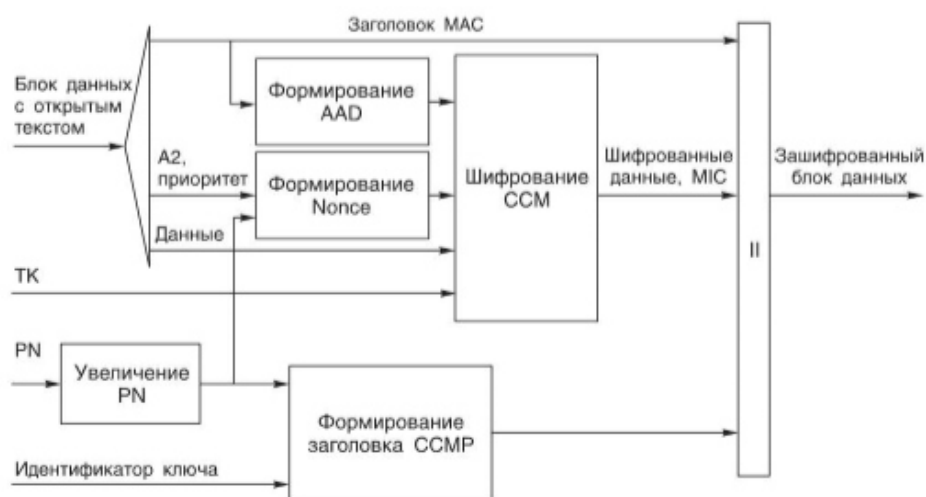 Заголовок MAC
Блок данных
с открытым
текстом
Формирование
AAD
A2,
приоритет
Формирование
Nonce
Данные
Шифрование
CCM
Шифрованные
данные, MIC
Зашифрованный
блок данных
II
TK
PN
Увеличение
PN
Формирование
заголовка CCMP
Идентификатор ключа